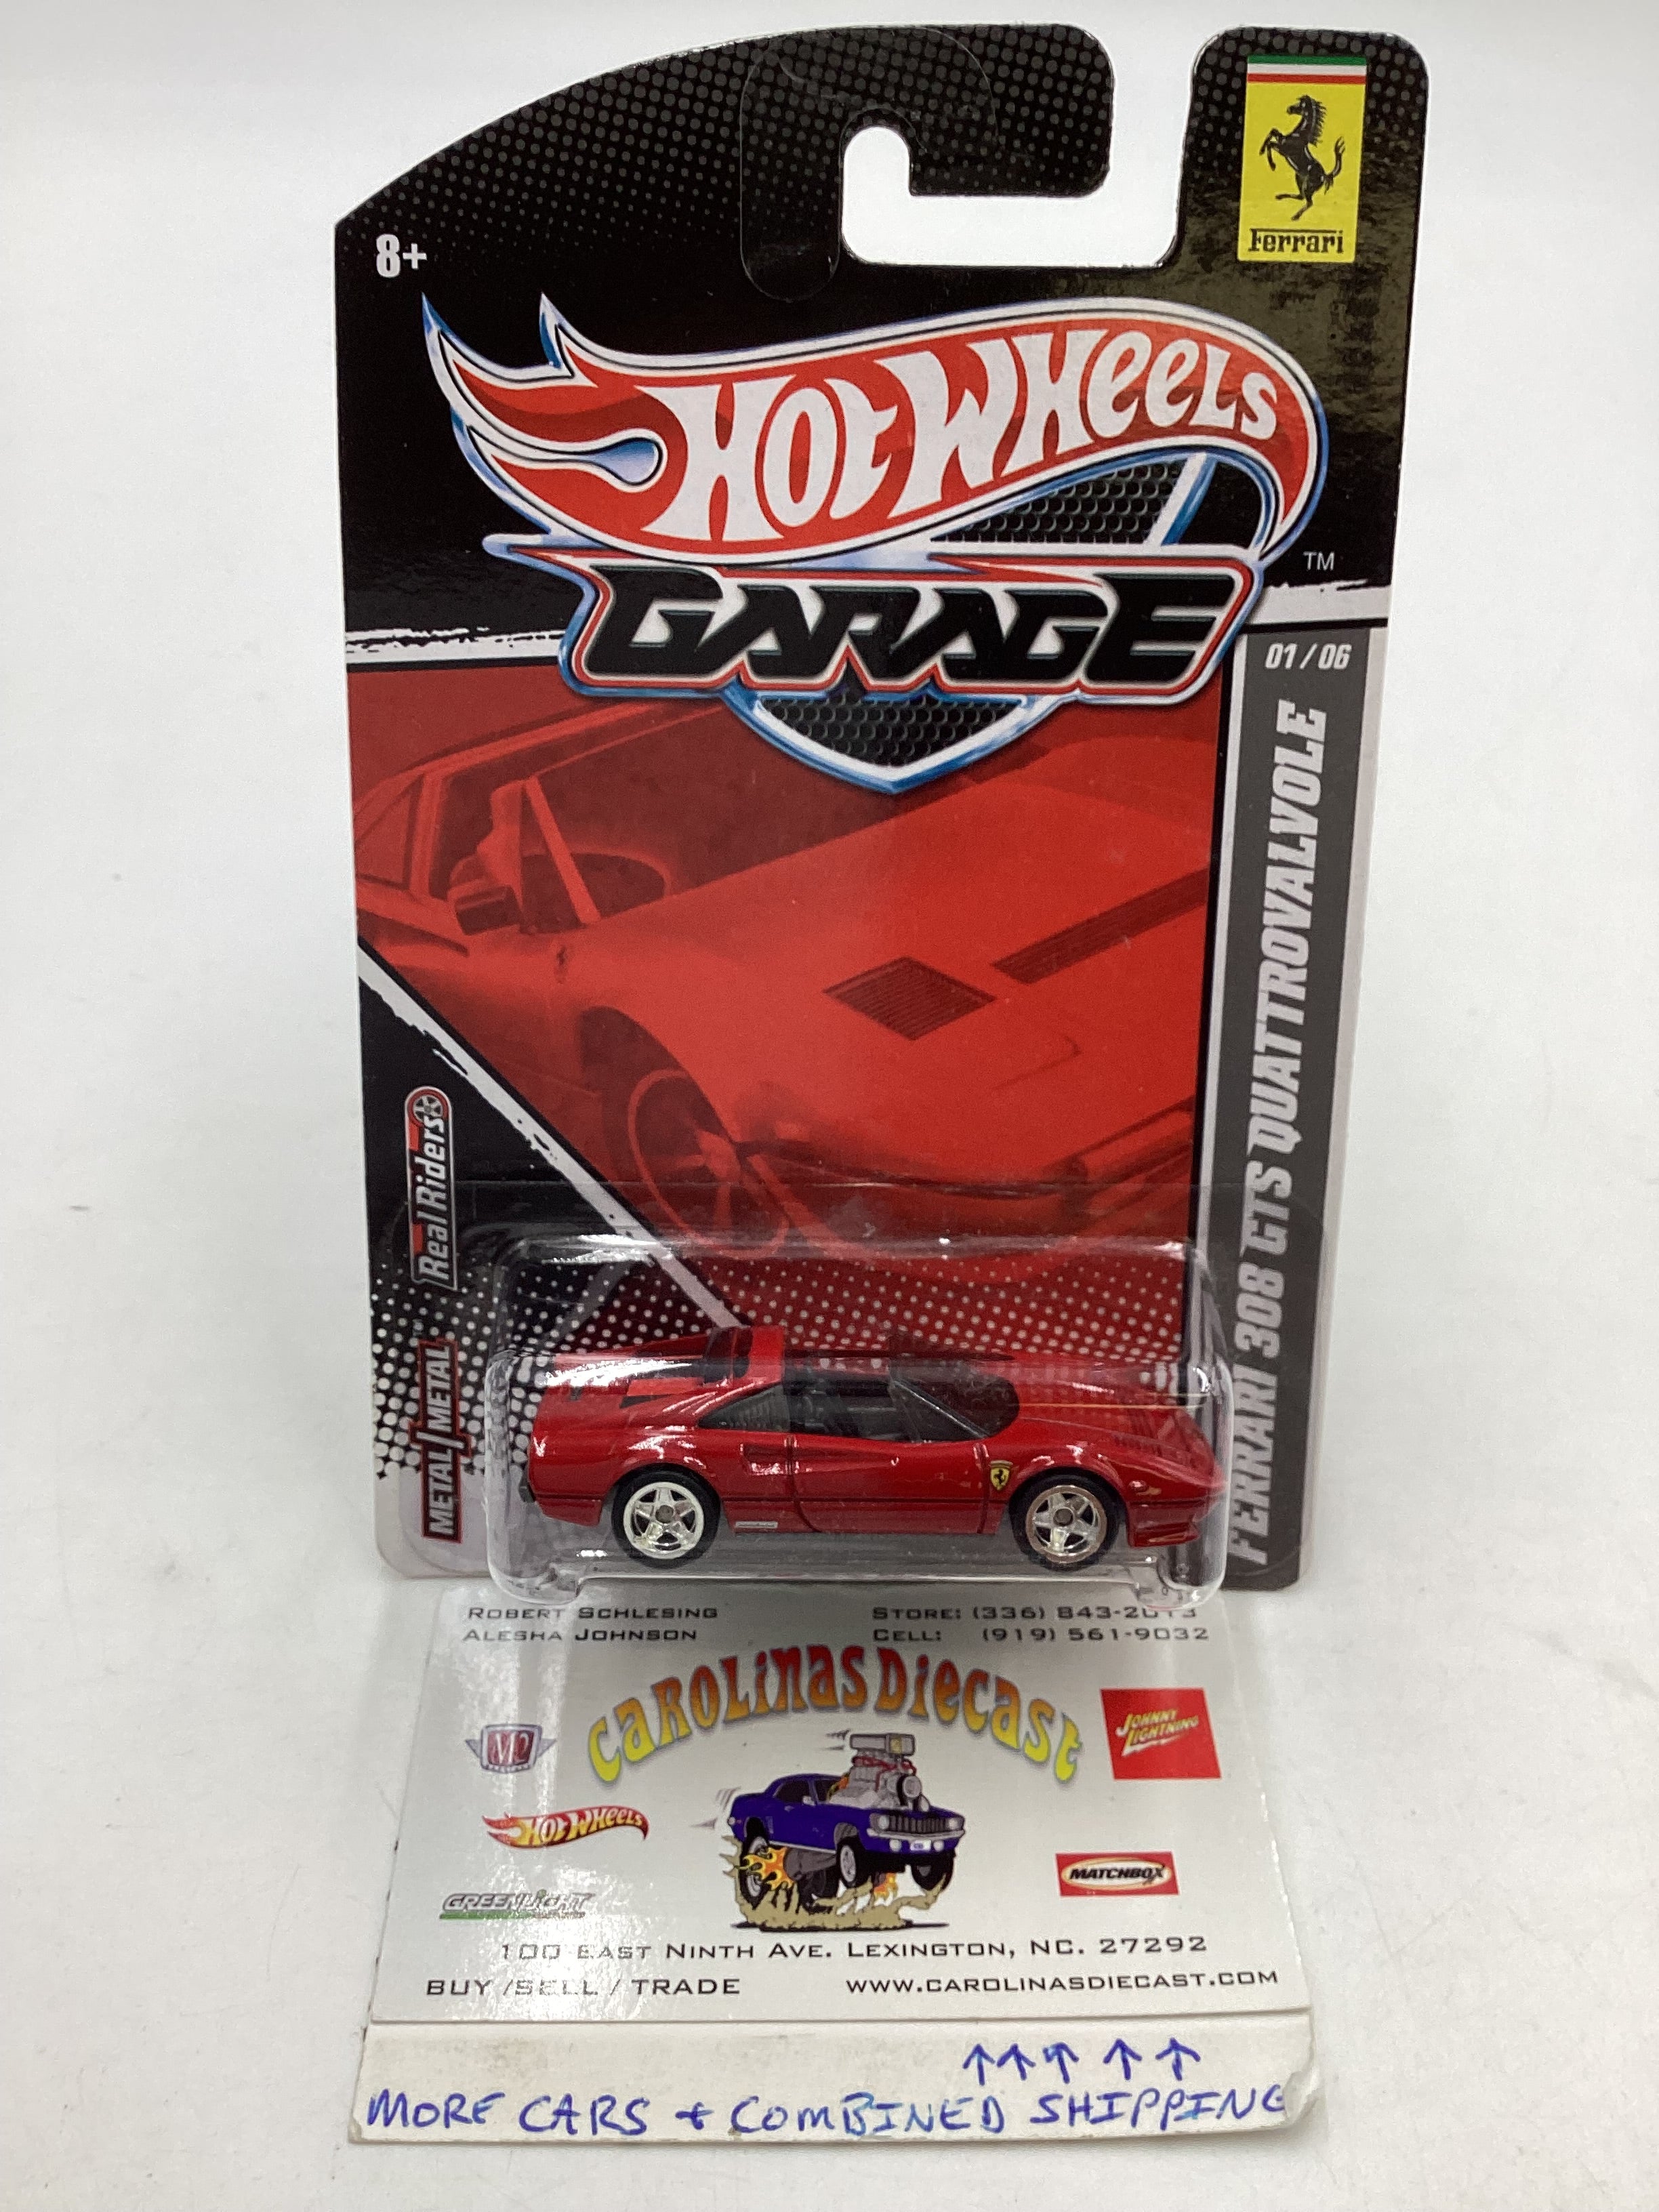 8+
Ferrari
HOT WHEELS
GARAGE
TM
01/06
FERRARI 308 GTS QUATTROVALVOLE
Real Riders
METAL/METAL™
ROBERT SCHLESING
ALESHA JOHNSON
STORE: (336) 843-2013
CELL: (919) 561-9032
CAROLINAS DIECAST
M2
JOHNNY
LIGHTNING
HOT WHEELS
MATCHBOX
GREENLIGHT
100 EAST NINTH AVE. LEXINGTON, NC. 27292
BUY / SELL / TRADE
WWW.CAROLINASDIECAST.COM
↑↑↑ ↑ ↑
MORE CARS + COMBINED SHIPPING